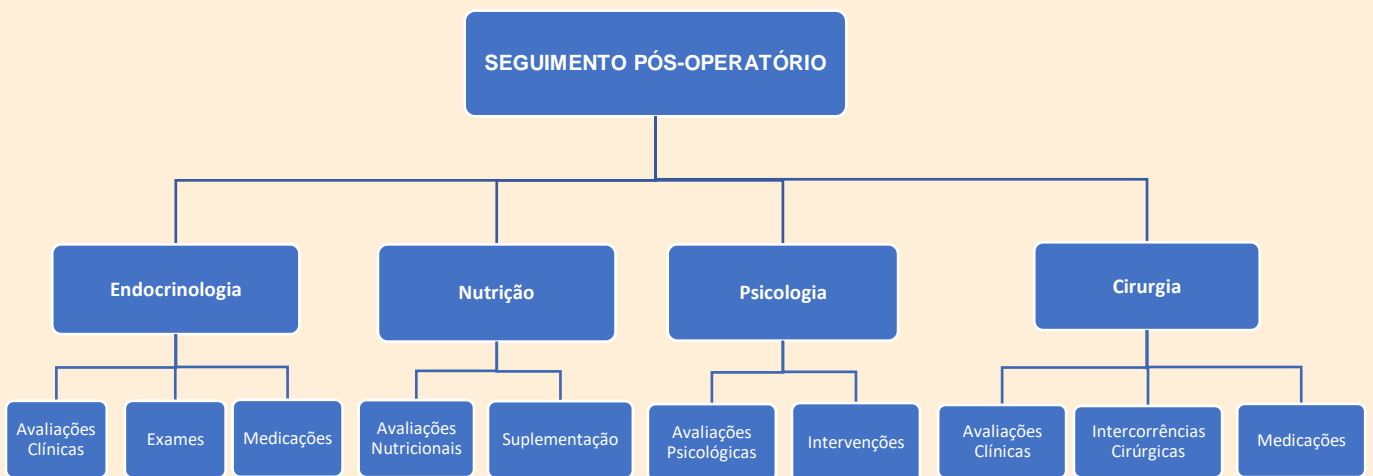 SEGUIMENTO PÓS-OPERATÓRIO
Endocrinologia
Nutrição
Psicologia
Cirurgia
Avaliações
Clínicas
Exames
Medicações
Avaliações
Nutricionais
Suplementação
Avaliações
Psicológicas
Intervenções
Avaliações
Clínicas
Intercorrências
Cirúrgicas
Medicações